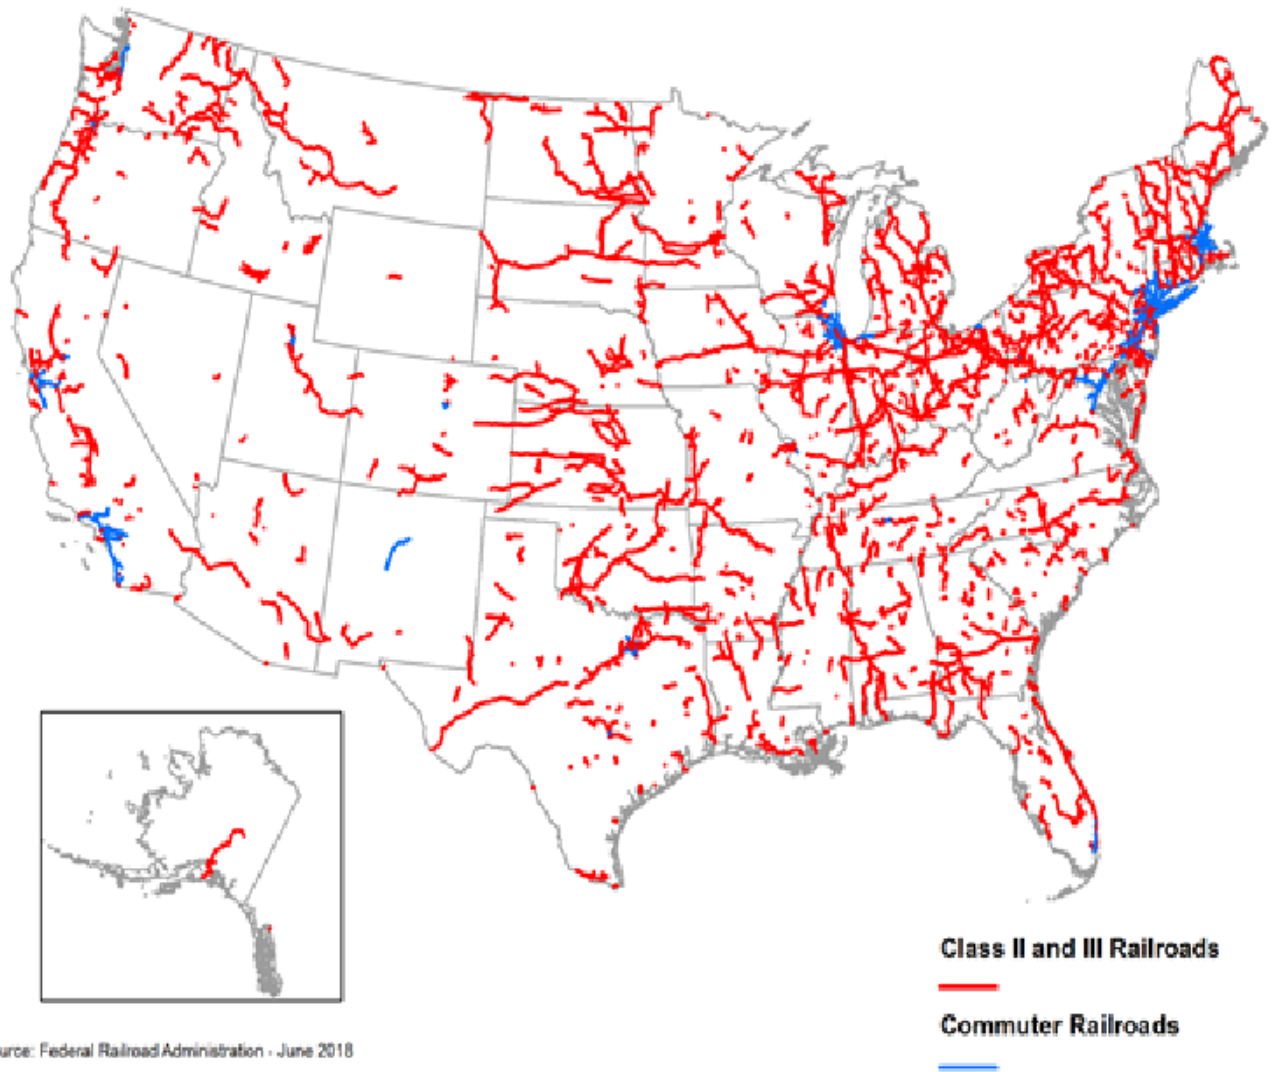 Class II and III Railroads
Commuter Railroads
urce: Federal Railroad Administration - June 2018